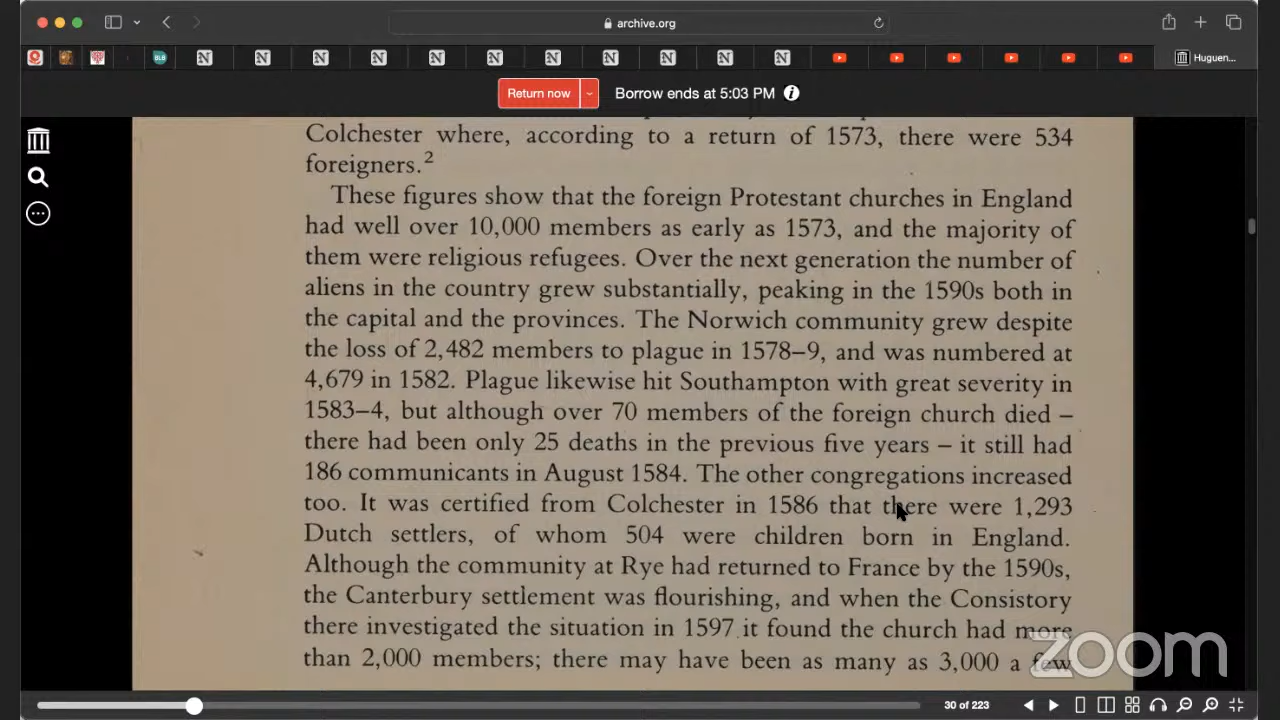 archive.org
Huguen...
Return now
Borrow ends at 5:03 PM
Colchester where, according to a return of 1573, there were 534
foreigners.2
These figures show that the foreign Protestant churches in England
had well over 10,000 members as early as 1573, and the majority of
them were religious refugees. Over the next generation the number of
aliens in the country grew substantially, peaking in the 1590s both in
the capital and the provinces. The Norwich community grew despite
the loss of 2,482 members to plague in 1578–9, and was numbered at
4,679 in 1582. Plague likewise hit Southampton with great severity in
1583–4, but although over 70 members of the foreign church died –
there had been only 25 deaths in the previous five years – it still had
186 communicants in August 1584. The other congregations increased
too. It was certified from Colchester in 1586 that there were 1,293
Dutch settlers, of whom 504 were children born in England.
Although the community at Rye had returned to France by the 1590s,
the Canterbury settlement was flourishing, and when the Consistory
there investigated the situation in 1597 it found the church had more
than 2,000 members; there may have been as many as 3,000 a few
zoom
30 of 223